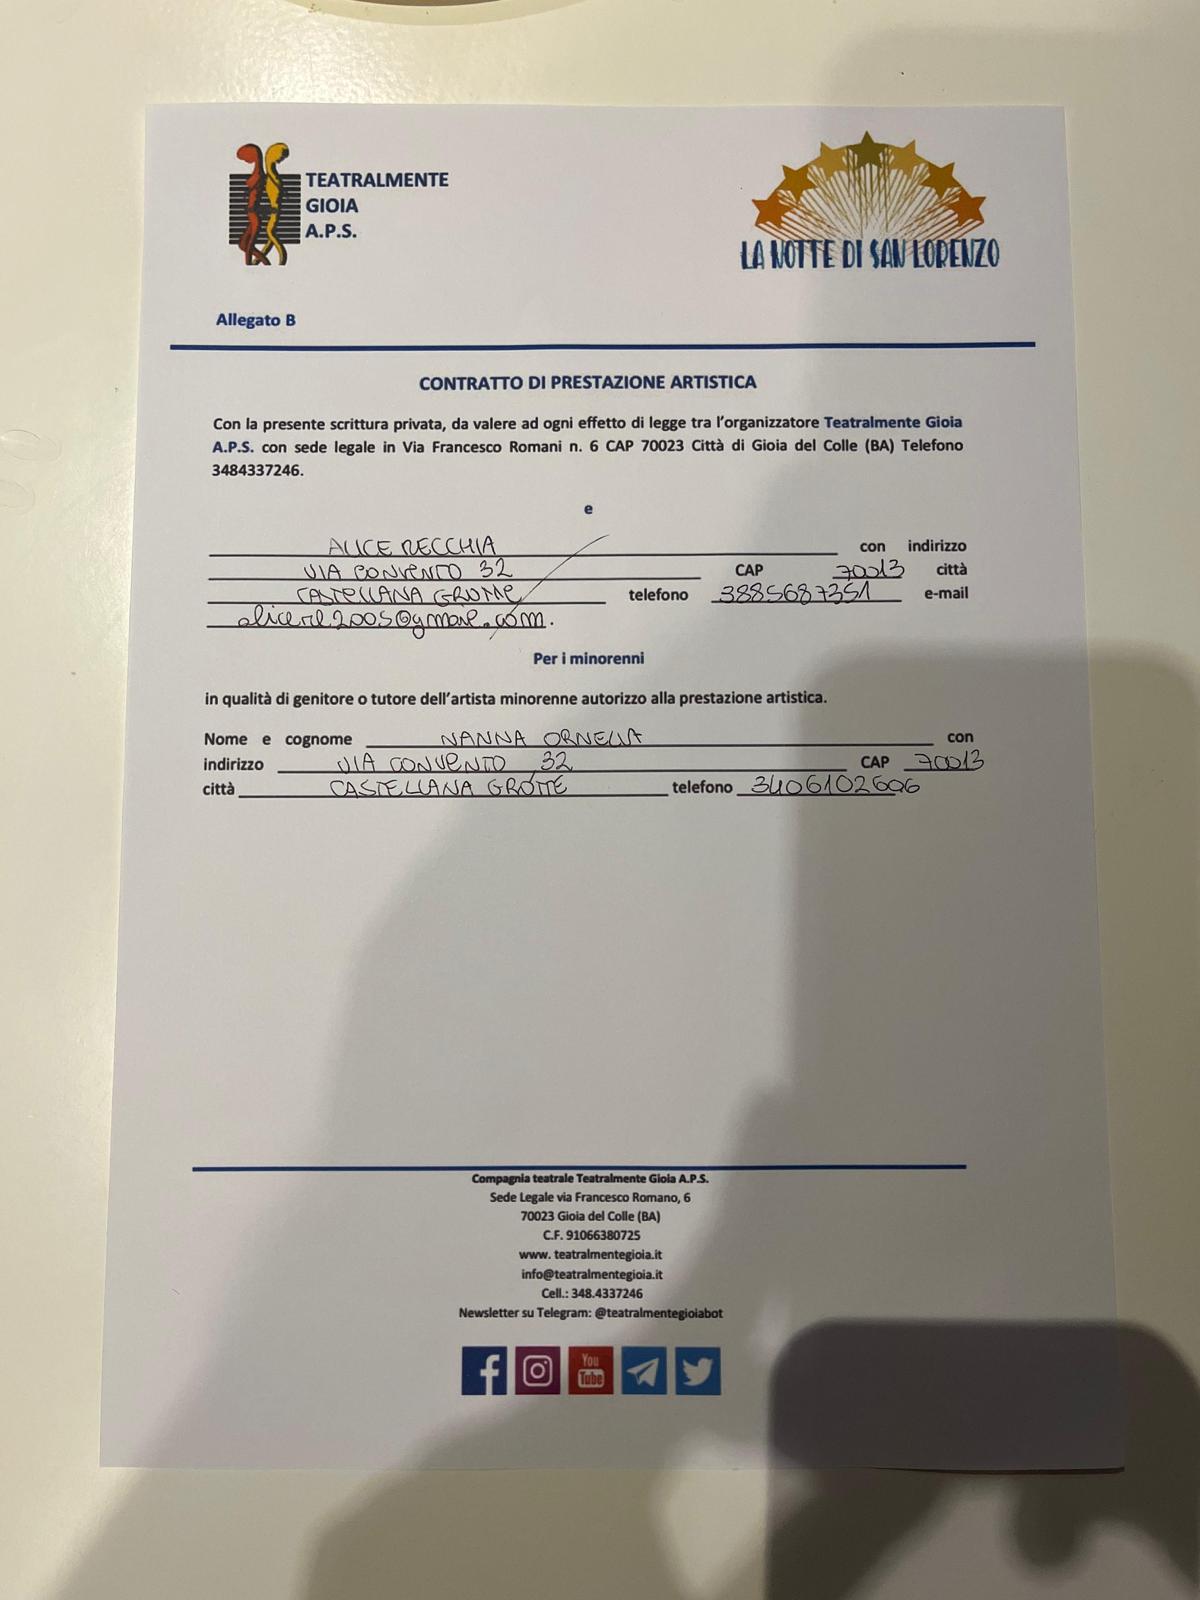 TEATRALMENTE
GIOIA
A.P.S.
LA NOTTE DI SAN LORENZO
Allegato B
CONTRATTO DI PRESTAZIONE ARTISTICA
Con la presente scrittura privata, da valere ad ogni effetto di legge tra l'organizzatore Teatralmente Gioia
A.P.S. con sede legale in Via Francesco Romani n. 6 CAP 70023 Città di Gioia del Colle (BA) Telefono
3484337246.
e
ALICE RECCHIA con indirizzo
VIA CONVENTO 32 CAP 70013 città
CASTELLANA GROTTE telefono 3885687351 e-mail
@gmail.com.
Per i minorenni
in qualità di genitore o tutore dell'artista minorenne autorizzo alla prestazione artistica.
Nome e cognome NANNA ORNELLA con
indirizzo VIA CONVENTO 32 CAP 70013
città CASTELLANA GROTTE telefono
Compagnia teatrale Teatralmente Gioia A.P.S.
Sede Legale via Francesco Romano, 6
70023 Gioia del Colle (BA)
C.F. 91066380725
www. teatralmentegioia.it
info@teatralmentegioia.it
Cell.: 348.4337246
Newsletter su Telegram: @teatralmentegioiabot
You
Tube